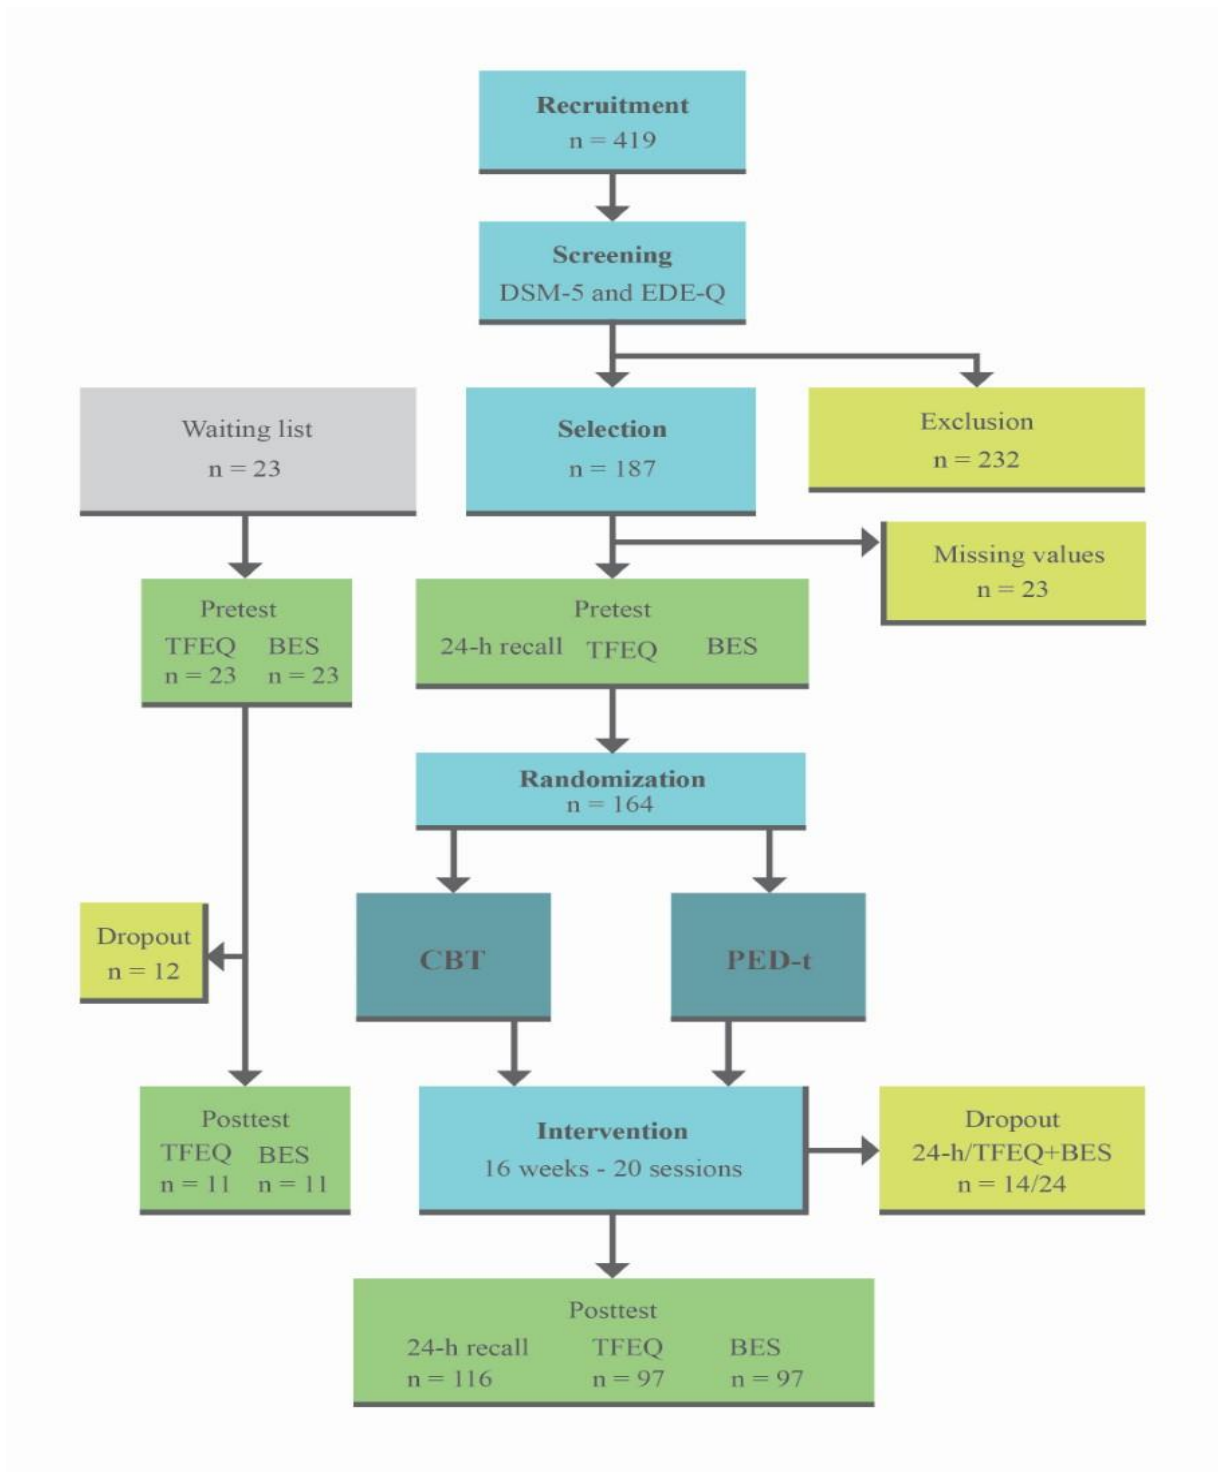 Recruitment
n = 419
Screening
DSM-5 and EDE-Q
Waiting list
n = 23
Selection
n = 187
Exclusion
n = 232
Missing values
n = 23
Pretest
TFEQ BES
n = 23 n = 23
Pretest
24-h recall TFEQ BES
Randomization
n = 164
CBT
PED-t
Dropout
n = 12
Posttest
TFEQ BES
n = 11 n = 11
Intervention
16 weeks - 20 sessions
Dropout
24-h/TFEQ+BES
n = 14/24
Posttest
24-h recall TFEQ BES
n = 116 n = 97 n = 97